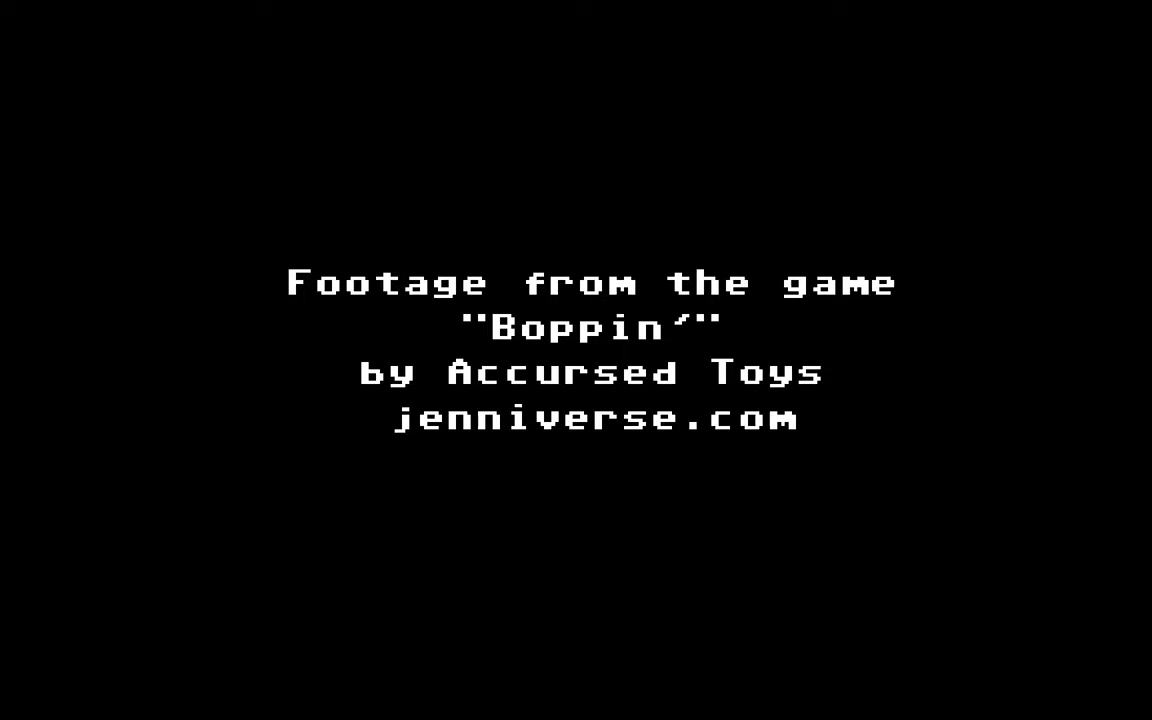 Footage from the game
"Boppin'"
by Accursed Toys
jenniverse.com